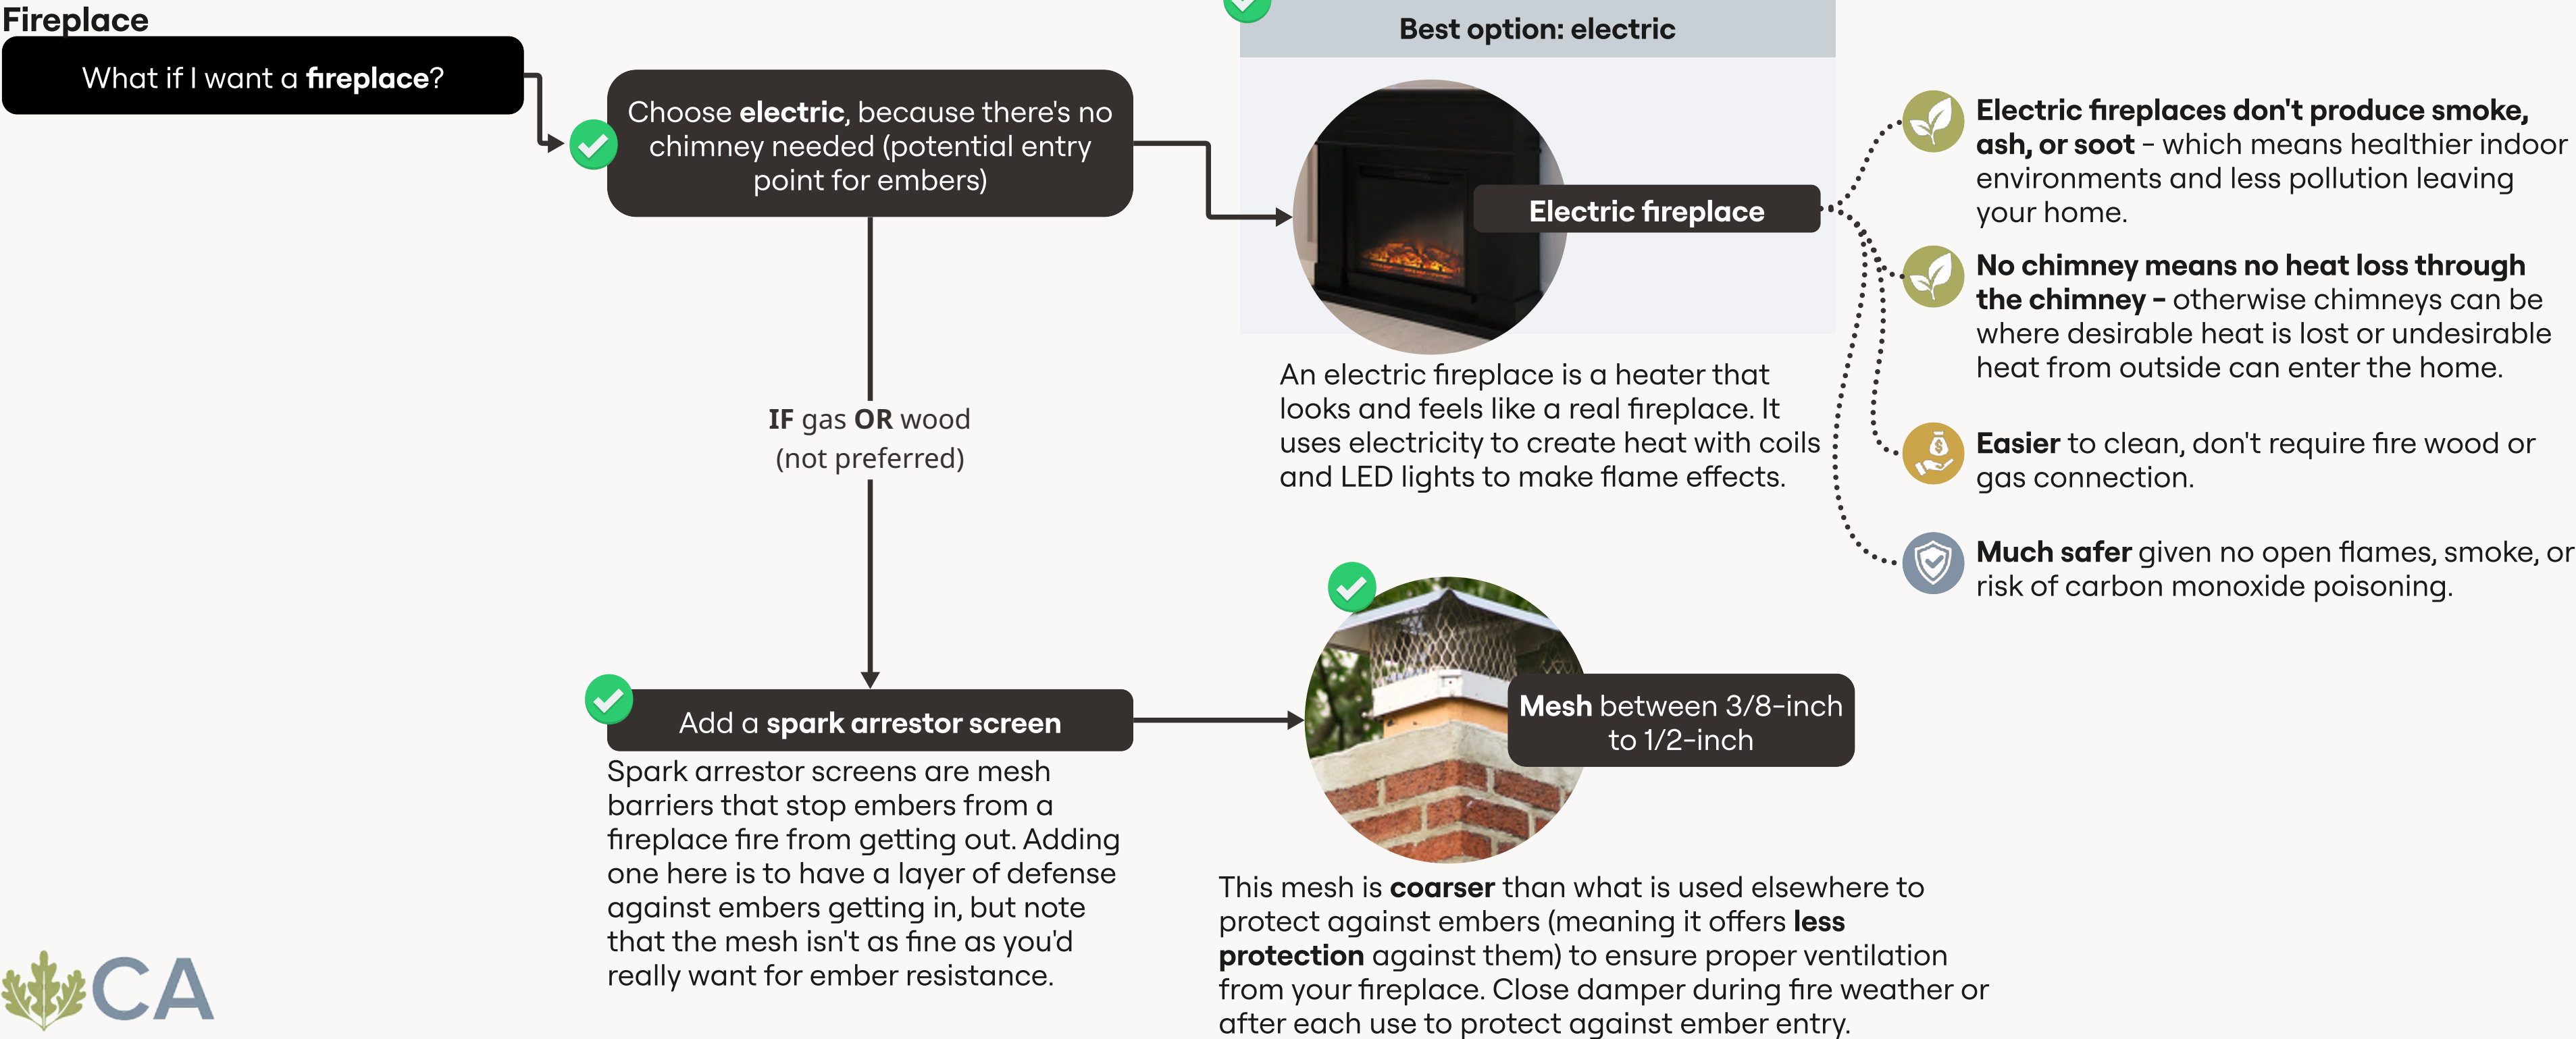 Fireplace
What if I want a fireplace?
Choose electric, because there's no
chimney needed (potential entry
point for embers)
Best option: electric
Electric fireplace
An electric fireplace is a heater that
looks and feels like a real fireplace. It
uses electricity to create heat with coils
and LED lights to make flame effects.
Electric fireplaces don't produce smoke,
ash, or soot - which means healthier indoor
environments and less pollution leaving
your home.
No chimney means no heat loss through
the chimney - otherwise chimneys can be
where desirable heat is lost or undesirable
heat from outside can enter the home.
Easier to clean, don't require fire wood or
gas connection.
Much safer given no open flames, smoke, or
risk of carbon monoxide poisoning.
IF gas OR wood
(not preferred)
Add a spark arrestor screen
Spark arrestor screens are mesh
barriers that stop embers from a
fireplace fire from getting out. Adding
one here is to have a layer of defense
against embers getting in, but note
that the mesh isn't as fine as you'd
really want for ember resistance.
Mesh between 3/8-inch
to 1/2-inch
This mesh is coarser than what is used elsewhere to
protect against embers (meaning it offers less
protection against them) to ensure proper ventilation
from your fireplace. Close damper during fire weather or
after each use to protect against ember entry.
CA